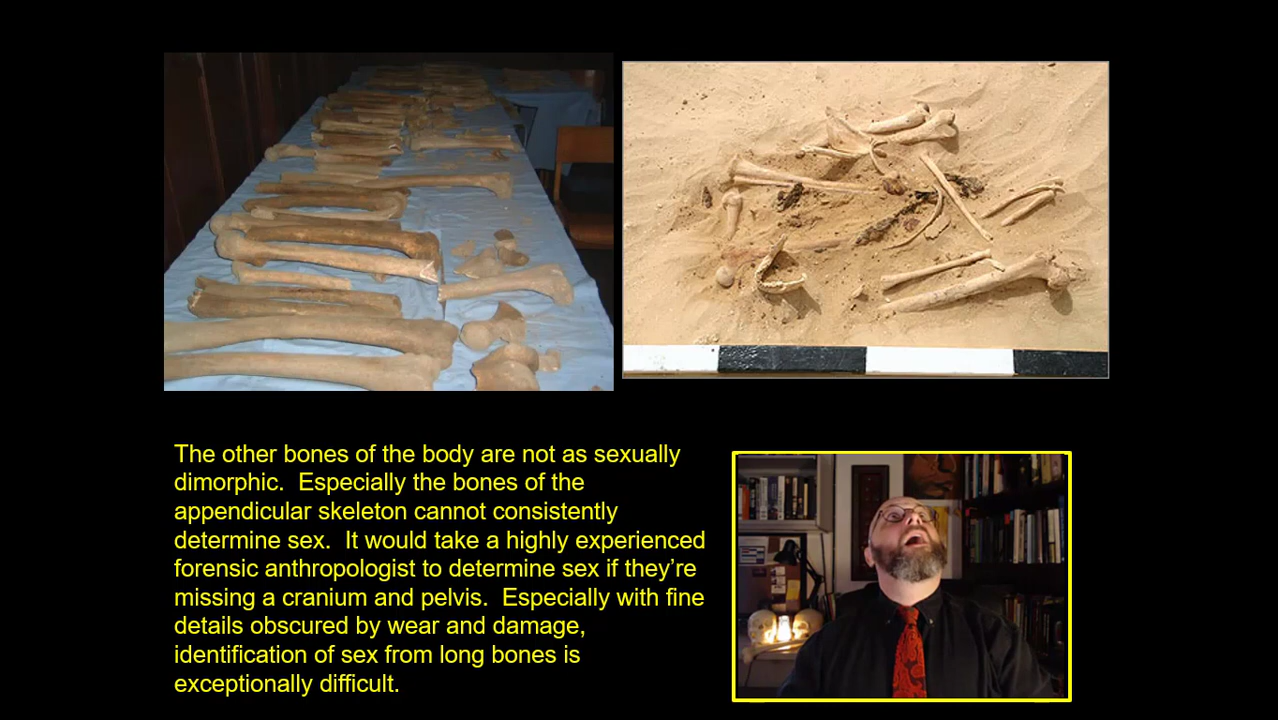 The other bones of the body are not as sexually
dimorphic.  Especially the bones of the
appendicular skeleton cannot consistently
determine sex.  It would take a highly experienced
forensic anthropologist to determine sex if they’re
missing a cranium and pelvis.  Especially with fine
details obscured by wear and damage,
identification of sex from long bones is
exceptionally difficult.